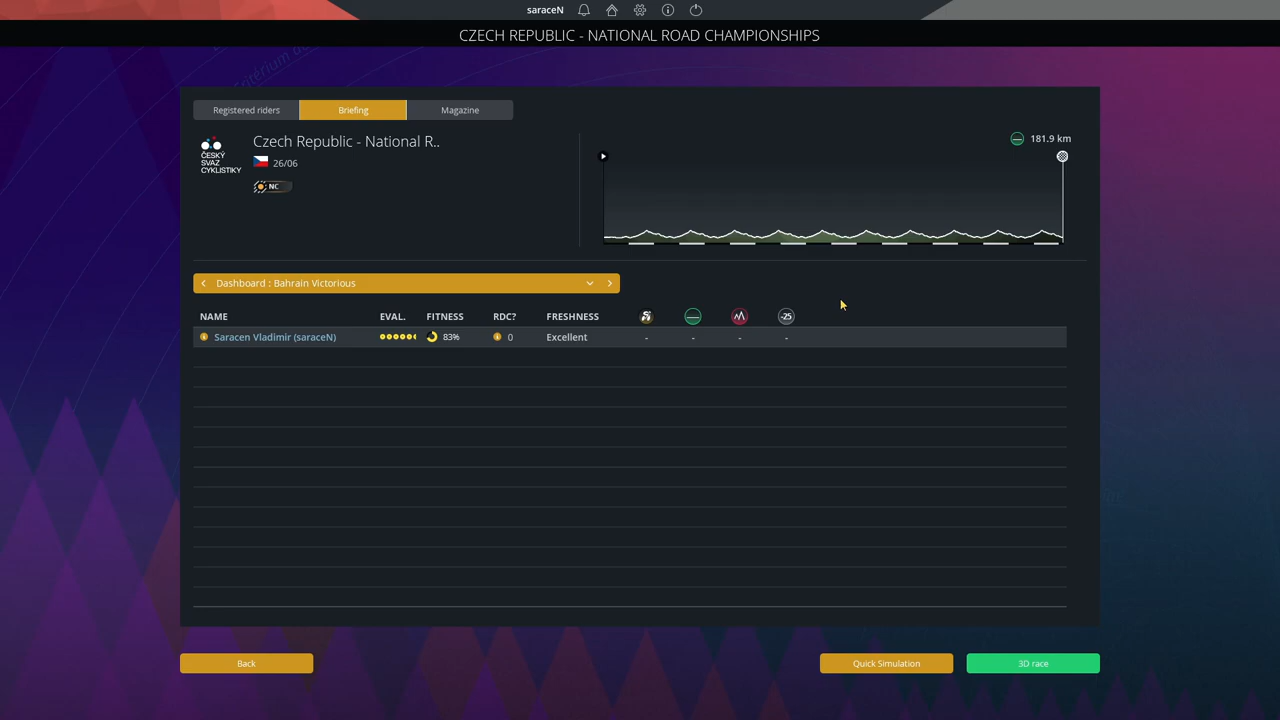 saraceN
CZECH REPUBLIC - NATIONAL ROAD CHAMPIONSHIPS
Registered riders
Briefing
Magazine
ČESKÝ
SVAZ
CYKLISTIKY
Czech Republic - National R..
26/06
NC
181.9 km
Dashboard : Bahrain Victorious
NAME EVAL. FITNESS RDC? FRESHNESS -25
Saracen Vladimir (saraceN) 83% 0 Excellent - - - -
Back
Quick Simulation
3D race